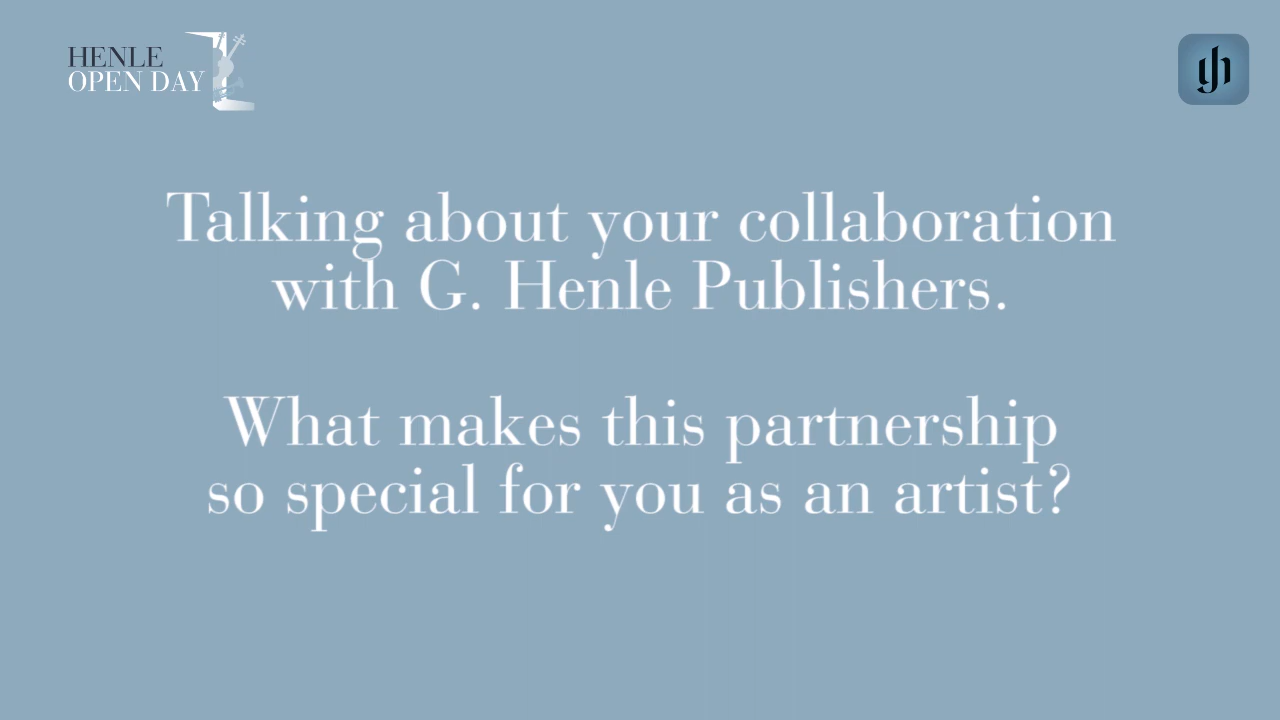 HENLE
OPEN DAY
gh
Talking about your collaboration
with G. Henle Publishers.
What makes this partnership
so special for you as an artist?